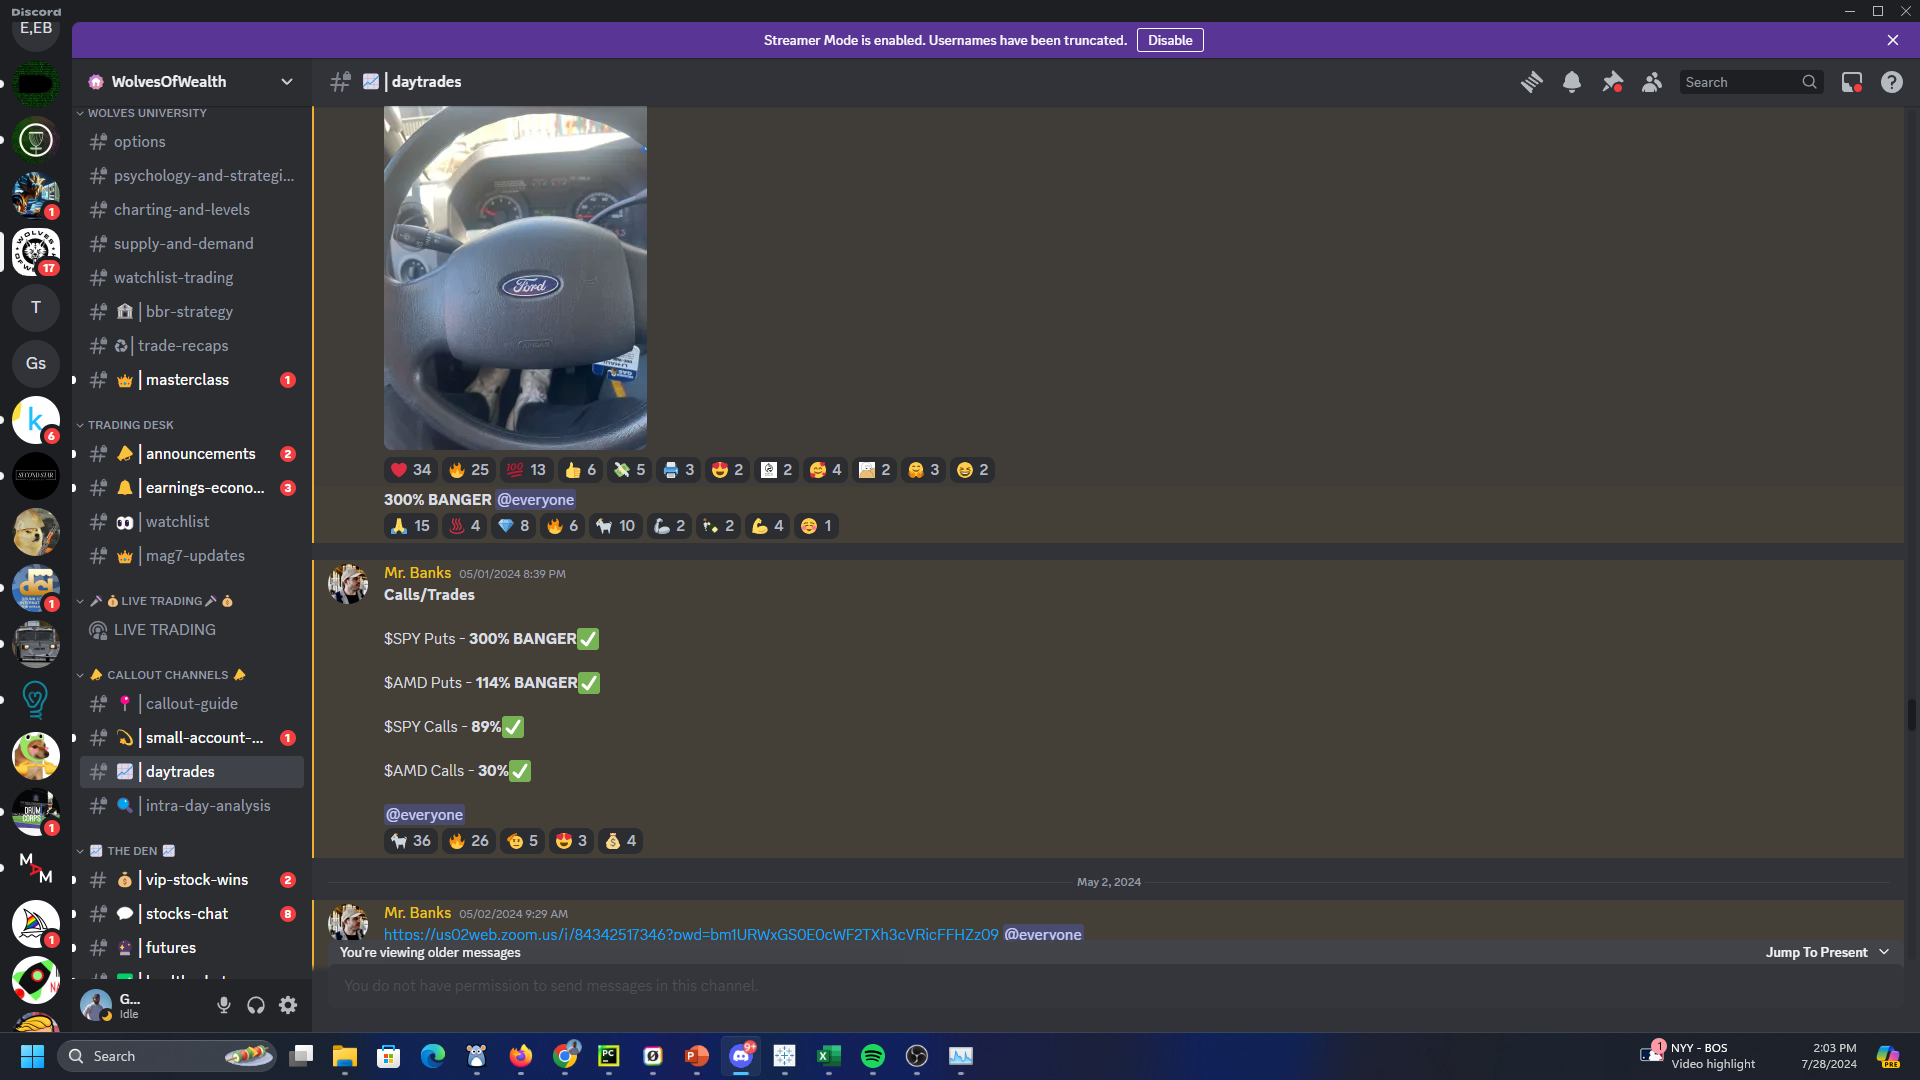 Discord
E,EB
Streamer Mode is enabled. Usernames have been truncated.
Disable
WolvesOfWealth
WOLVES UNIVERSITY
options
psychology-and-strategi...
charting-and-levels
supply-and-demand
watchlist-trading
🏛 | bbr-strategy
♻ | trade-recaps
👑 | masterclass 1
TRADING DESK
📣 | announcements 2
🔔 | earnings-econo... 3
👀 | watchlist
👑 | mag7-updates
LIVE TRADING
LIVE TRADING
CALLOUT CHANNELS
📍 | callout-guide
💫 | small-account-... 1
📈 | daytrades
🔍 | intra-day-analysis
THE DEN
💰 | vip-stock-wins 2
💬 | stocks-chat 8
🔮 | futures
G...
Idle
1
17
T
Gs
k
6
SECOND STAR
dci
1
DRUM
CORPS
1
M
A
M
1
📈 | daytrades
Search
Ford
34 25 13 6 5 3 2 2 4 2 3 2
300% BANGER @everyone
15 4 8 6 10 2 2 4 1
Mr. Banks 05/01/2024 8:39 PM
Calls/Trades
$SPY Puts - 300% BANGER✅
$AMD Puts - 114% BANGER✅
$SPY Calls - 89%✅
$AMD Calls - 30%✅
@everyone
36 26 5 3 4
May 2, 2024
Mr. Banks 05/02/2024 9:29 AM
https://us02web.zoom.us/j/84342517346?pwd=bm1URWxGS0E0cWF2TXh3cVRicFFHZz09 @everyone
You're viewing older messages
Jump To Present
You do not have permission to send messages in this channel.
Search
PC
9+
1
NYY - BOS
Video highlight
2:03 PM
7/28/2024
PRE